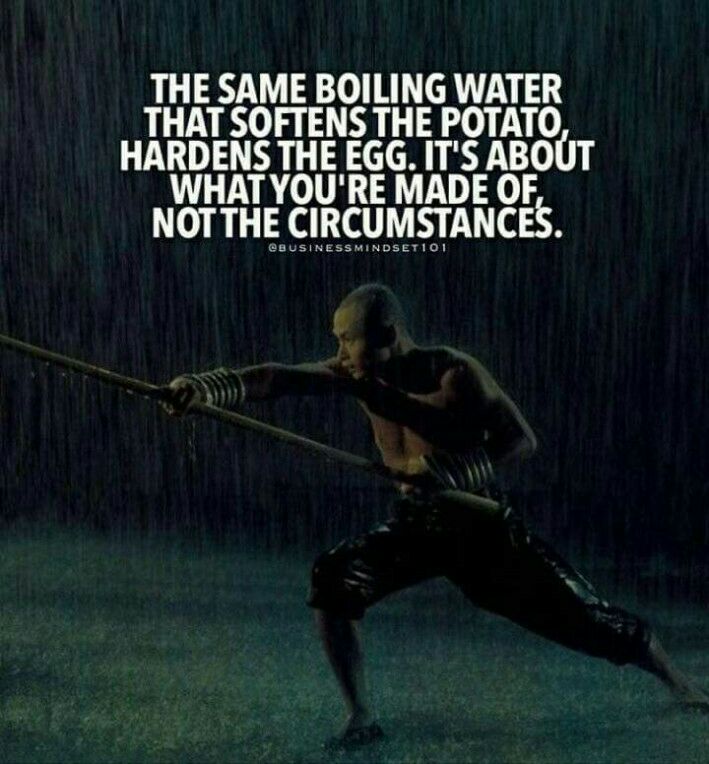 THE SAME BOILING WATER
THAT SOFTENS THE POTATO,
HARDENS THE EGG. IT'S ABOUT
WHAT YOU'RE MADE OF,
NOT THE CIRCUMSTANCES.
@BUSINESSMINDSET101